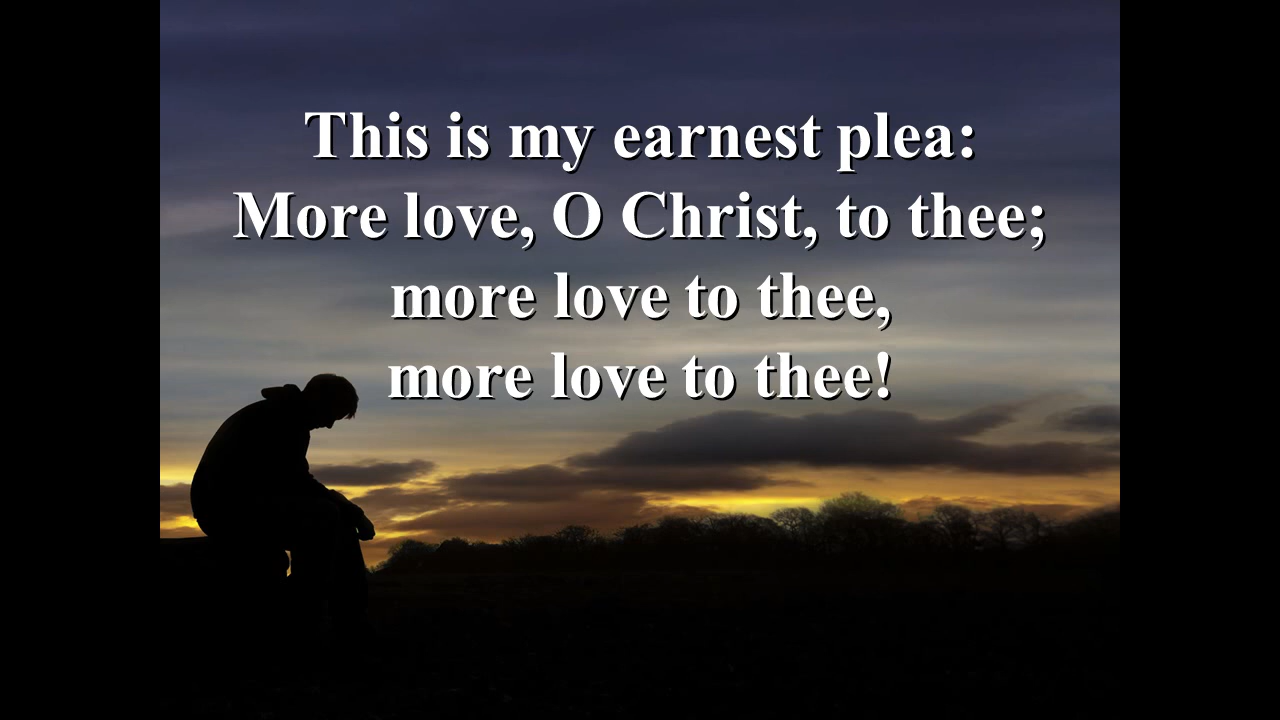 This is my earnest plea:
More love, O Christ, to thee;
more love to thee,
more love to thee!